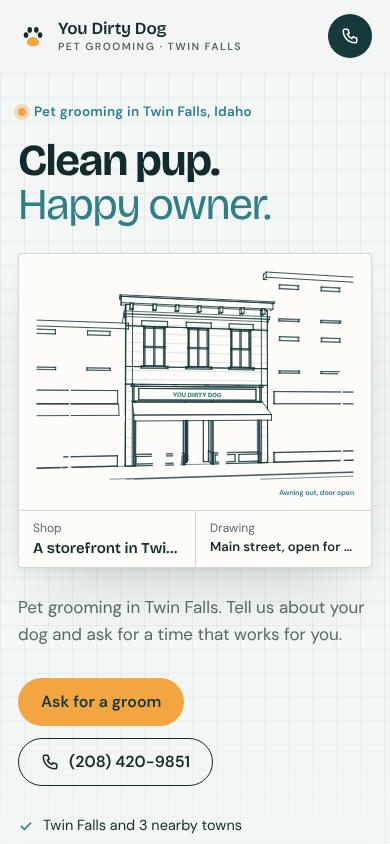 You Dirty Dog
PET GROOMING · TWIN FALLS
Pet grooming in Twin Falls, Idaho
Clean pup.
Happy owner.
YOU DIRTY DOG
Awning out, door open
Shop
A storefront in Twi...
Drawing
Main street, open for ...
Pet grooming in Twin Falls. Tell us about your
dog and ask for a time that works for you.
Ask for a groom
(208) 420-9851
Twin Falls and 3 nearby towns